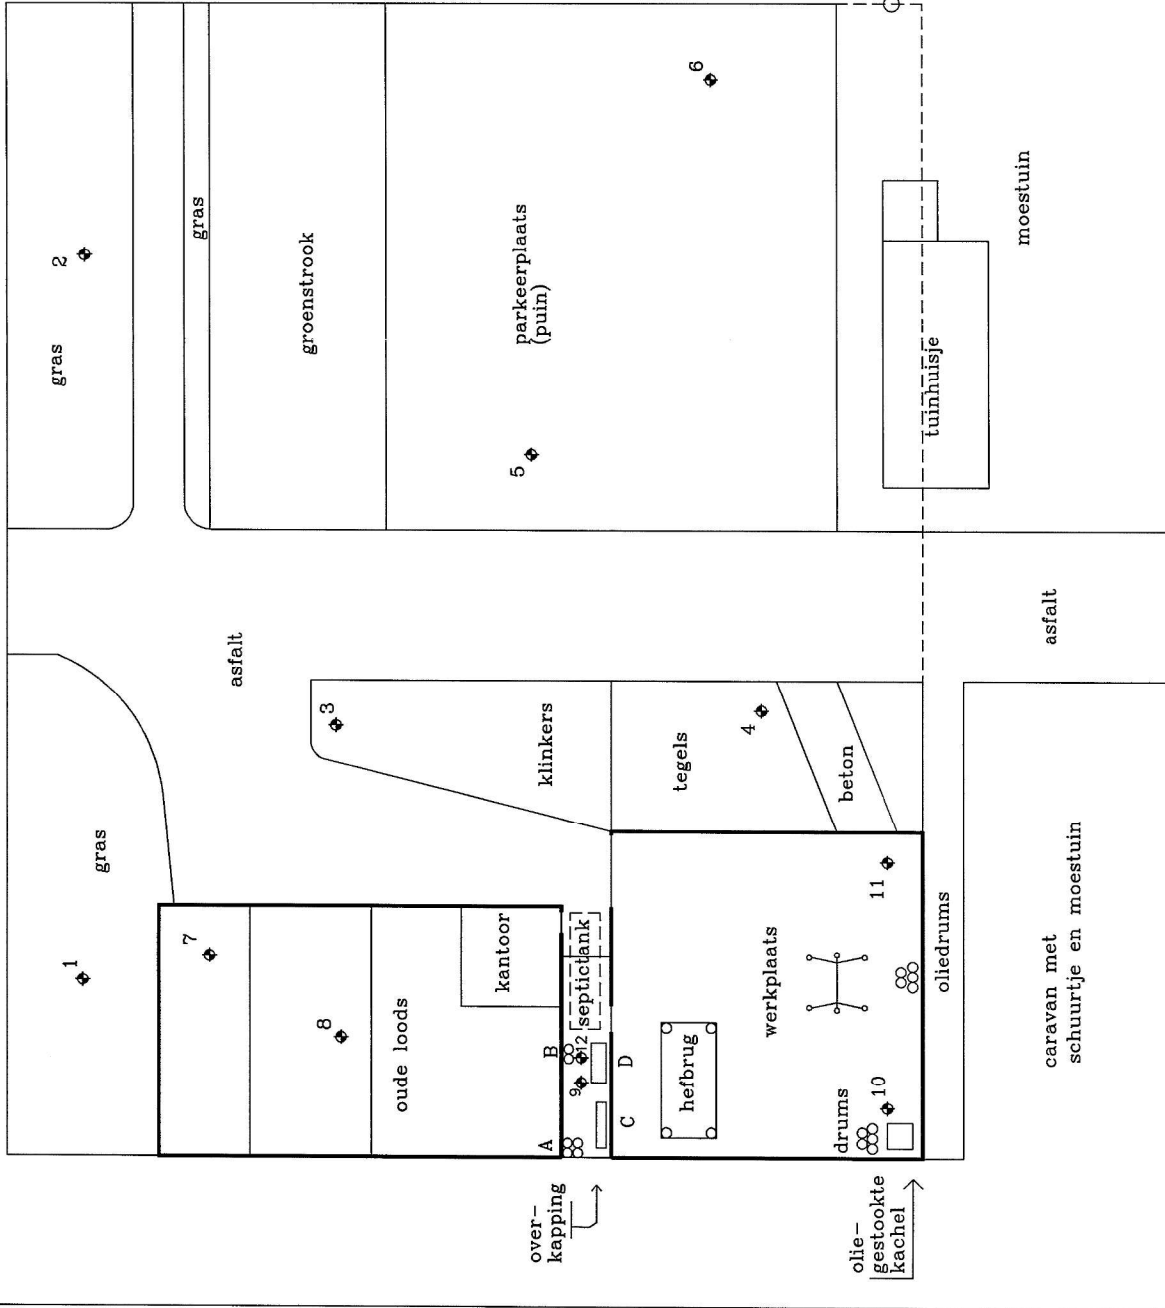 1
gras
2
gras
gras
groenstrook
parkeerplaats
(puin)
5
6
moestuin
tuinhuisje
asfalt
asfalt
3
klinkers
tegels
4
beton
7
8
oude loods
kantoor
septictank
A
B
9
12
C
D
hefbrug
werkplaats
11
drums
10
oliedrums
over-
kapping
olie-
gestookte
kachel
caravan met
schuurtje en moestuin